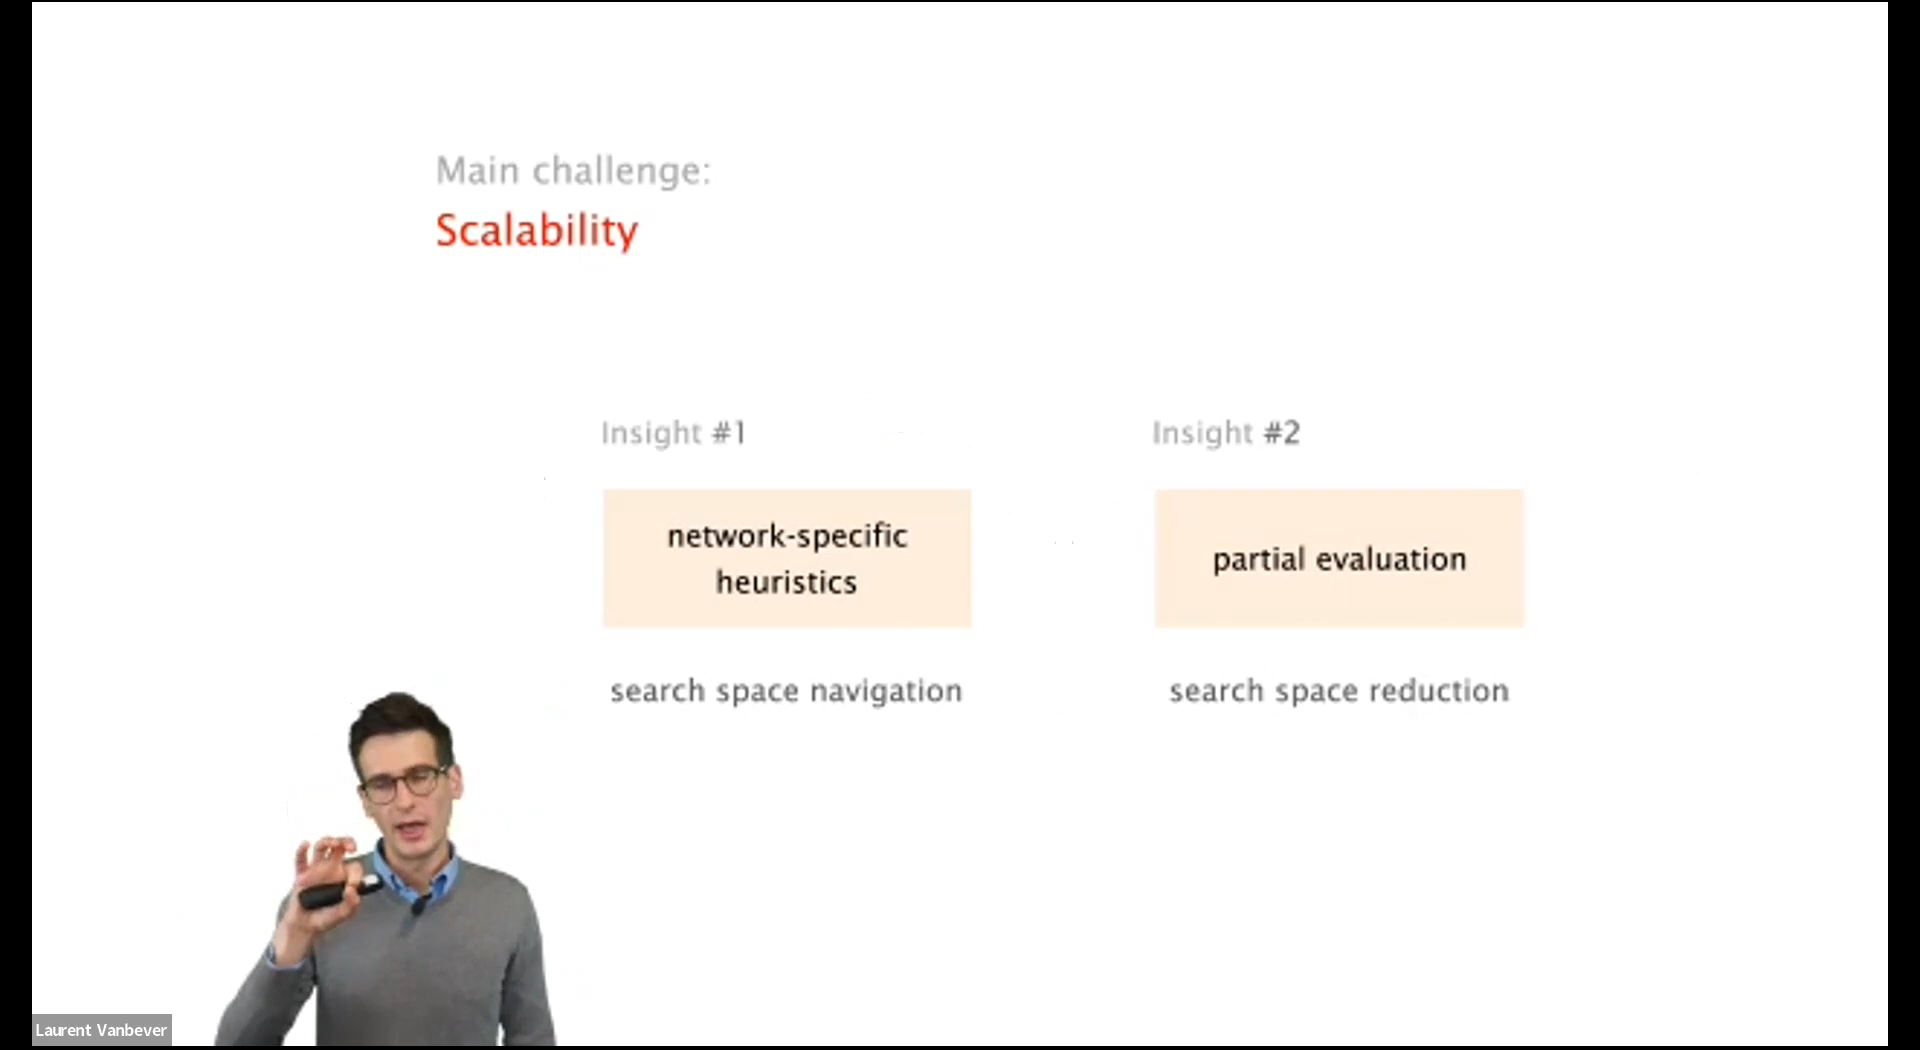 Main challenge:
Scalability
Insight #1
network-specific
heuristics
search space navigation
Insight #2
partial evaluation
search space reduction
Laurent Vanbever